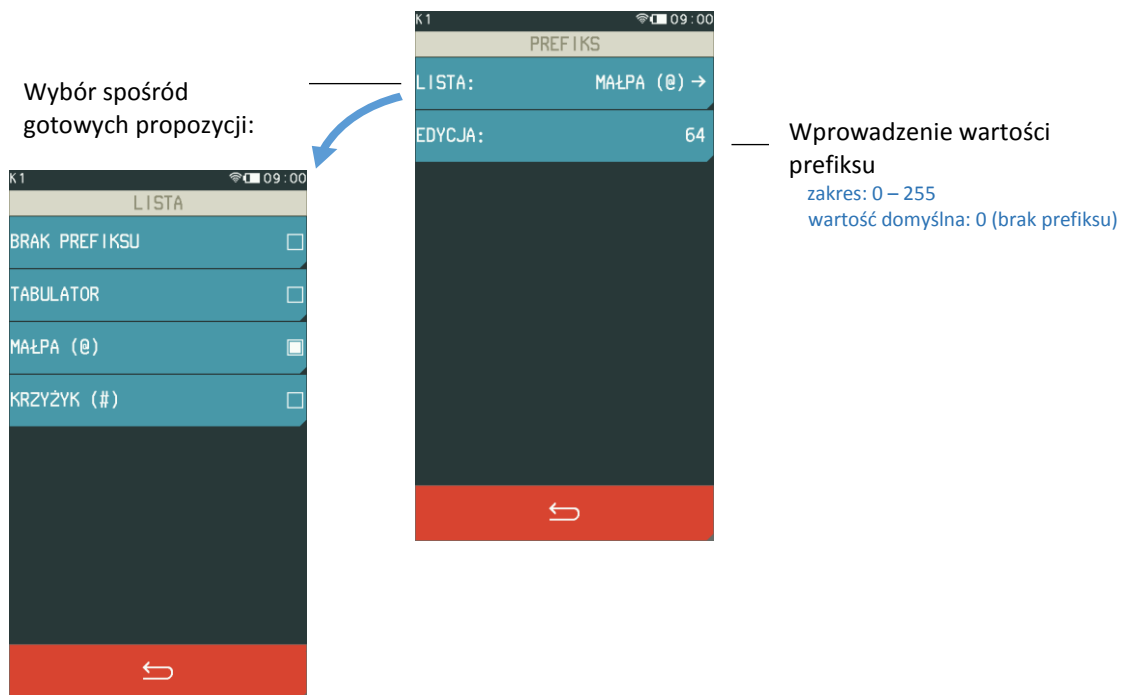 Wybór spośród
gotowych propozycji:
K1 09:00
LISTA
BRAK PREFIKSU
TABULATOR
MAŁPA (@)
KRZYŻYK (#)
K1 09:00
PREFIKS
LISTA: MAŁPA (@) →
EDYCJA: 64
Wprowadzenie wartości
prefiksu
zakres: 0 – 255
wartość domyślna: 0 (brak prefiksu)